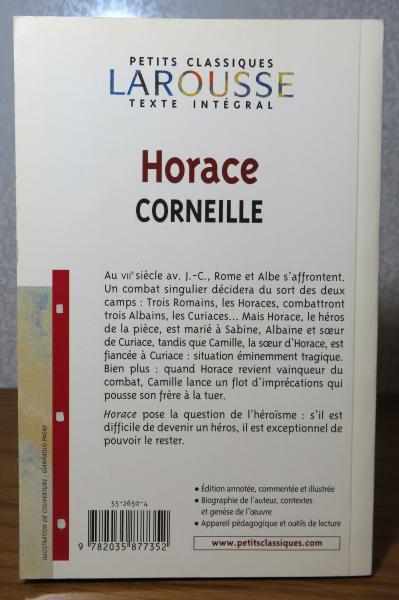 PETITS CLASSIQUES
LAROUSSE
TEXTE INTÉGRAL
Horace
CORNEILLE
Au VIIe siècle av. J.-C., Rome et Albe s'affrontent.
Un combat singulier décidera du sort des deux
camps : Trois Romains, les Horaces, combattront
trois Albains, les Curiaces... Mais Horace, le héros
de la pièce, est marié à Sabine, Albaine et sœur
de Curiace, tandis que Camille, la sœur d'Horace, est
fiancée à Curiace : situation éminemment tragique.
Bien plus : quand Horace revient vainqueur du
combat, Camille lance un flot d'imprécations qui
pousse son frère à la tuer.
Horace pose la question de l'héroïsme : s'il est
difficile de devenir un héros, il est exceptionnel de
pouvoir le rester.
ILLUSTRATION DE COUVERTURE : GIANPAOLO PAGNI
55-2650-4
9 782035 877352
• Édition annotée, commentée et illustrée
• Biographie de l'auteur, contextes
et genèse de l'œuvre
• Appareil pédagogique et outils de lecture
www.petitsclassiques.com